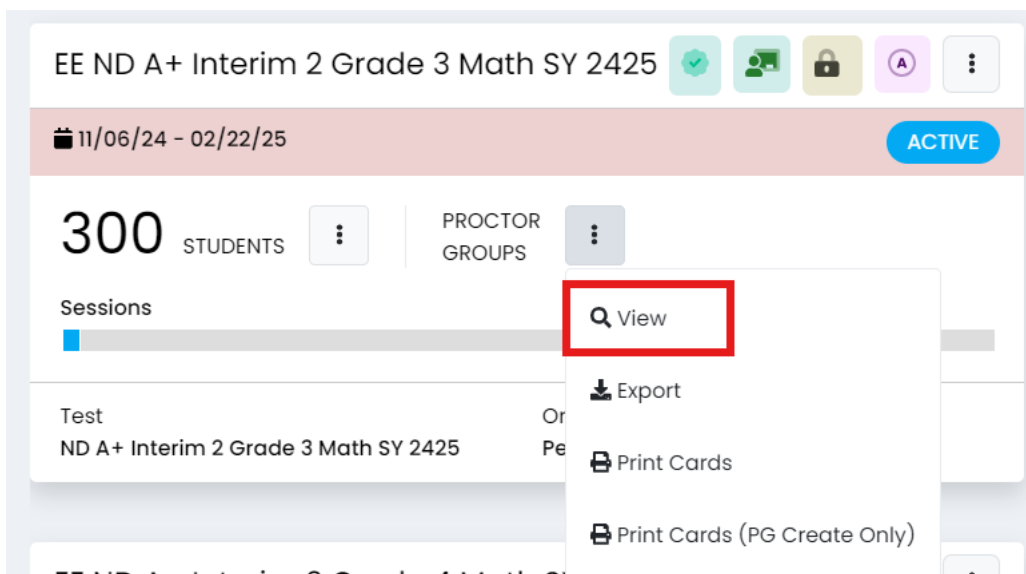 EE ND A+ Interim 2 Grade 3 Math SY 2425
A
11/06/24 - 02/22/25
ACTIVE
300 STUDENTS
PROCTOR
GROUPS
Sessions
View
Export
Print Cards
Print Cards (PG Create Only)
Test
ND A+ Interim 2 Grade 3 Math SY 2425